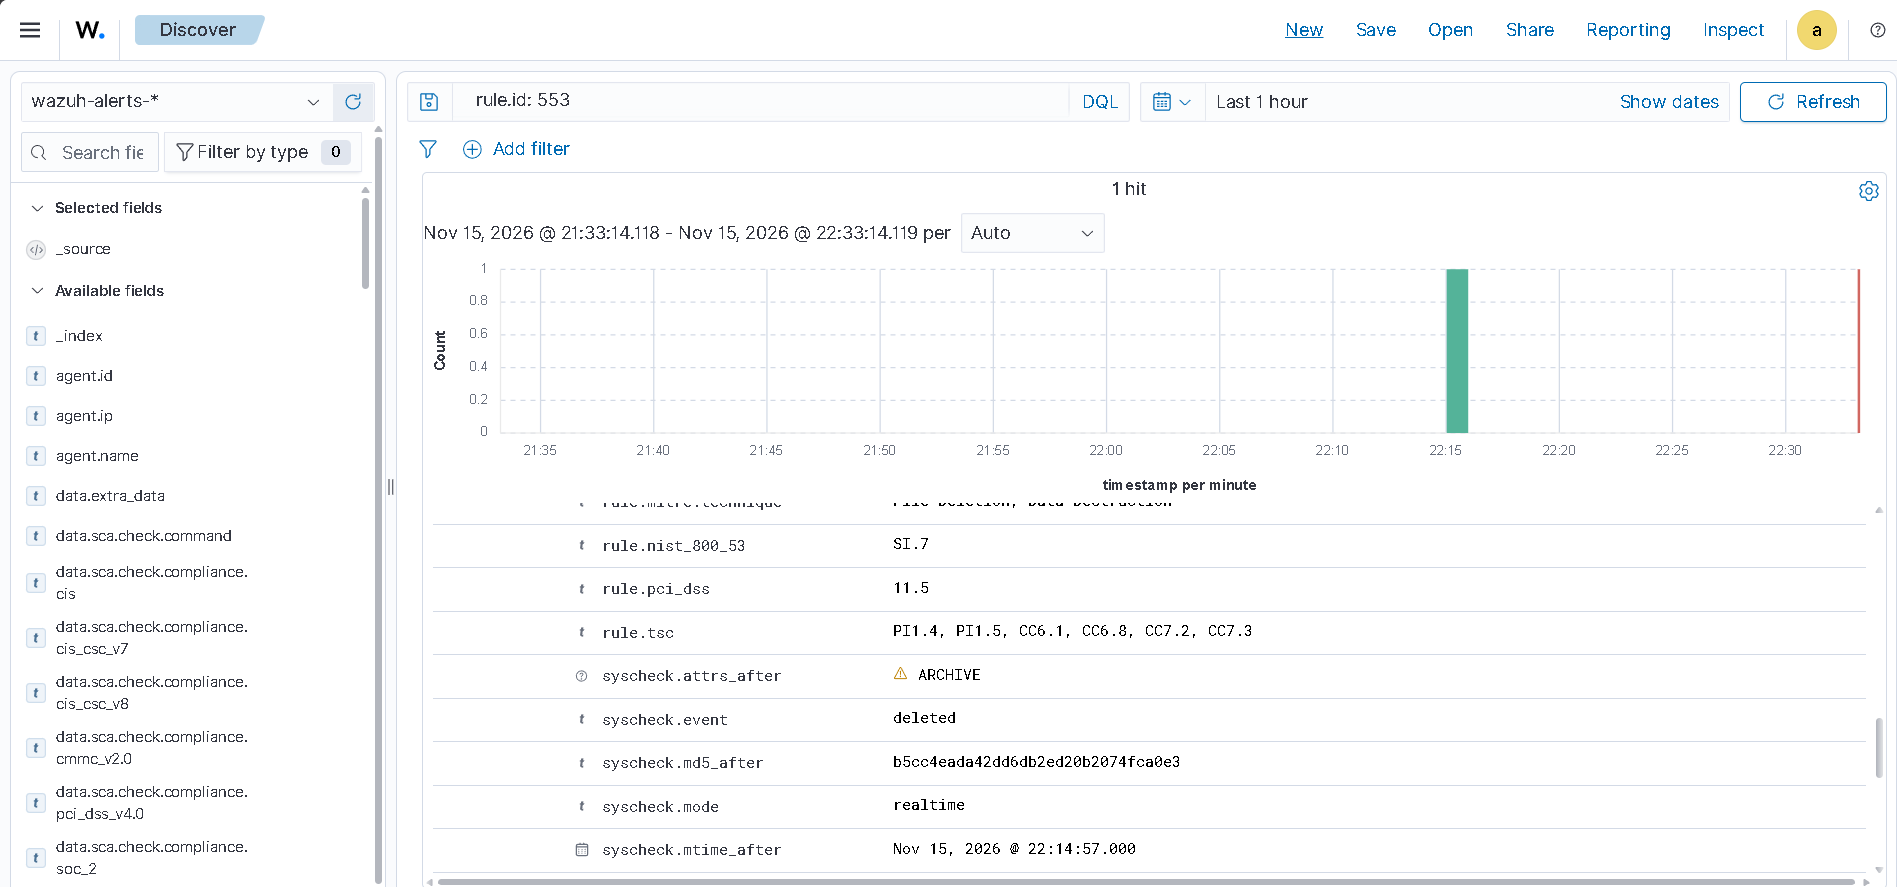 W.
Discover
New
Save
Open
Share
Reporting
Inspect
a
wazuh-alerts-*
rule.id: 553
DQL
Last 1 hour
Show dates
Refresh
Search fie
Filter by type
0
Add filter
Selected fields
_source
Available fields
_index
agent.id
agent.ip
agent.name
data.extra_data
data.sca.check.command
data.sca.check.compliance.
cis
data.sca.check.compliance.
cis_csc_v7
data.sca.check.compliance.
cis_csc_v8
data.sca.check.compliance.
cmmc_v2.0
data.sca.check.compliance.
pci_dss_v4.0
data.sca.check.compliance.
soc_2
1 hit
Nov 15, 2026 @ 21:33:14.118 - Nov 15, 2026 @ 22:33:14.119 per
Auto
Count
1
0.8
0.6
0.4
0.2
0
21:35
21:40
21:45
21:50
21:55
22:00
22:05
22:10
22:15
22:20
22:25
22:30
timestamp per minute
rule.mitre.technique
File Deletion, Data Destruction
t rule.nist_800_53
SI.7
t rule.pci_dss
11.5
t rule.tsc
PI1.4, PI1.5, CC6.1, CC6.8, CC7.2, CC7.3
syscheck.attrs_after
ARCHIVE
t syscheck.event
deleted
t syscheck.md5_after
b5cc4eada42dd6db2ed20b2074fca0e3
t syscheck.mode
realtime
syscheck.mtime_after
Nov 15, 2026 @ 22:14:57.000